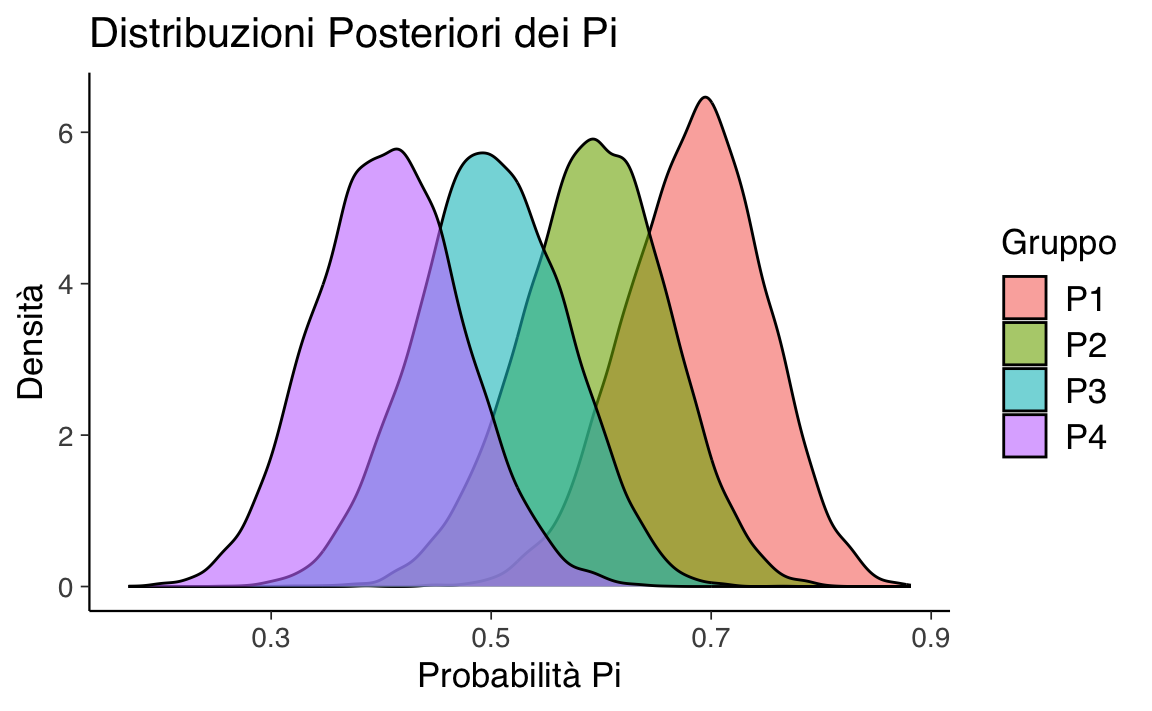 Distribuzioni Posteriori dei Pi
6
4
2
0
Densità
0.3
0.5
0.7
0.9
Probabilità Pi
Gruppo
P1
P2
P3
P4